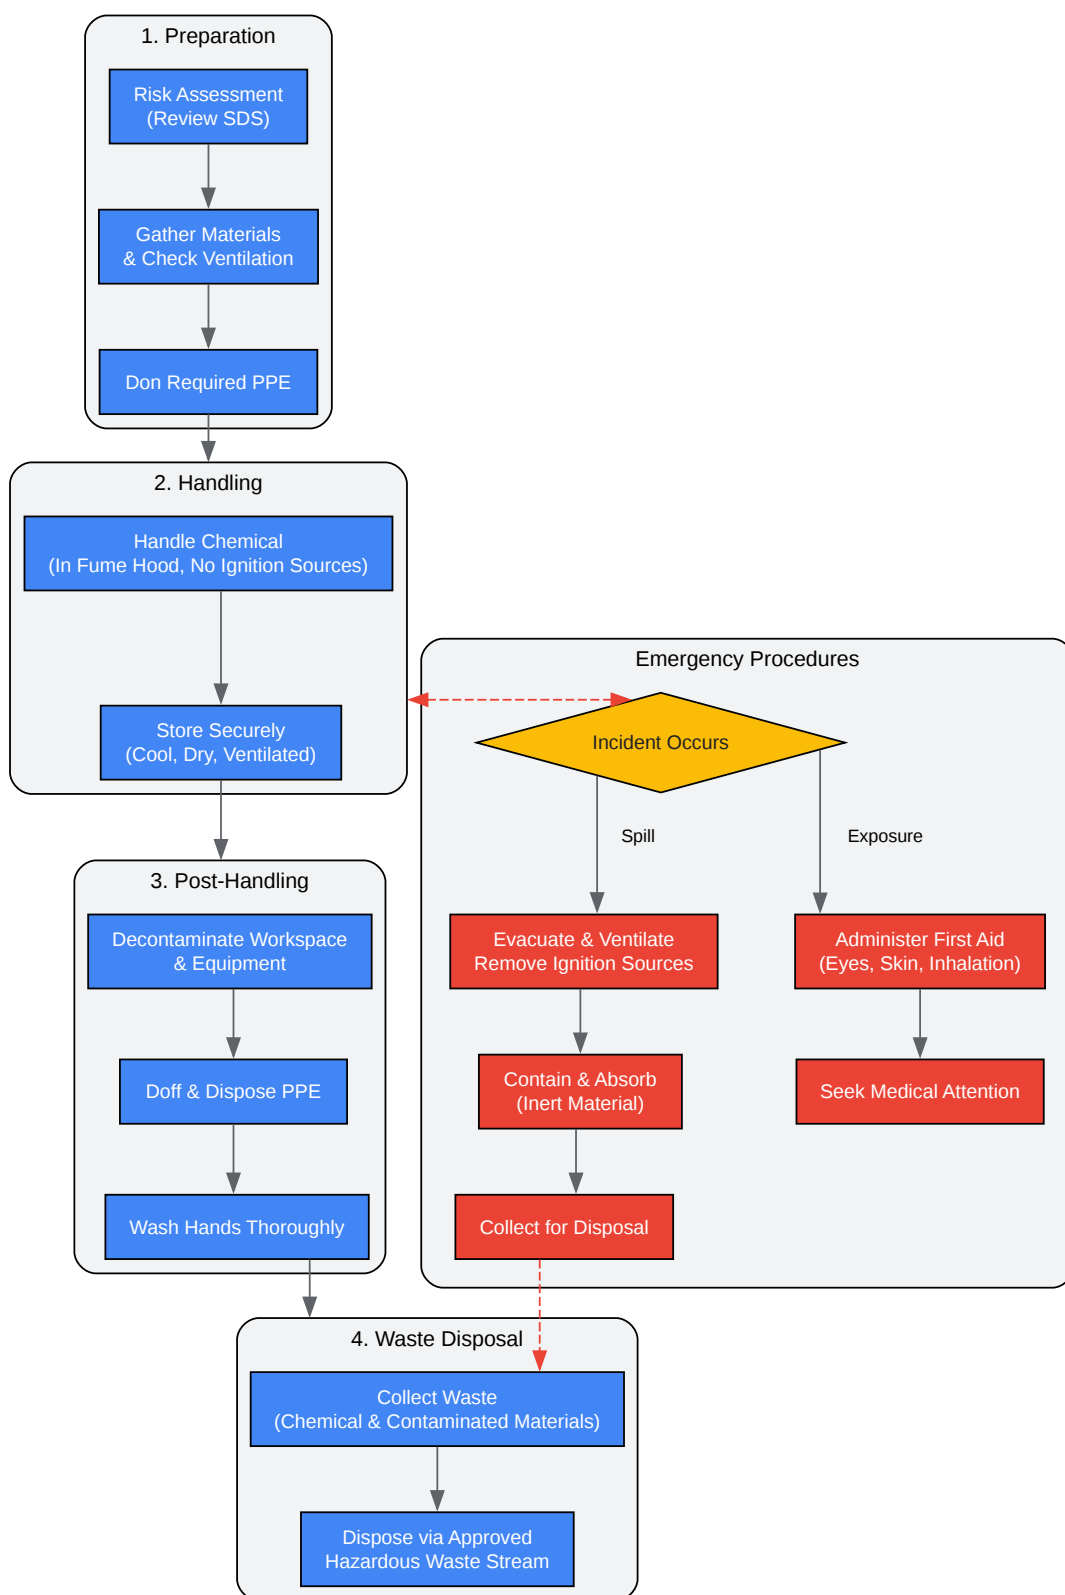 1. Preparation
Risk Assessment
(Review SDS)
Gather Materials
& Check Ventilation
Don Required PPE
2. Handling
Handle Chemical
(In Fume Hood, No Ignition Sources)
Store Securely
(Cool, Dry, Ventilated)
Emergency Procedures
Incident Occurs
Spill
Exposure
Evacuate & Ventilate
Remove Ignition Sources
Administer First Aid
(Eyes, Skin, Inhalation)
Contain & Absorb
(Inert Material)
Seek Medical Attention
Collect for Disposal
3. Post-Handling
Decontaminate Workspace
& Equipment
Doff & Dispose PPE
Wash Hands Thoroughly
4. Waste Disposal
Collect Waste
(Chemical & Contaminated Materials)
Dispose via Approved
Hazardous Waste Stream